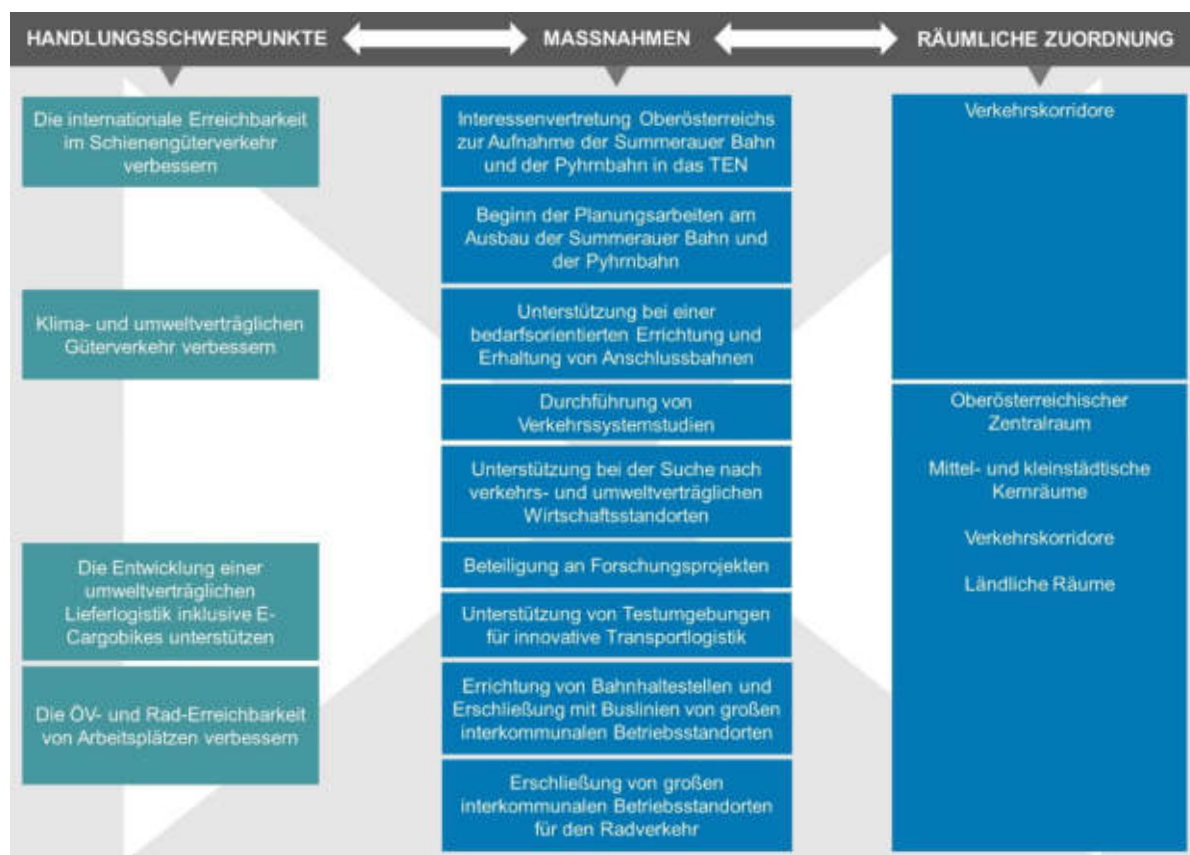 HANDLUNGSSCHWERPUNKTE
MASSNAHMEN
RÄUMLICHE ZUORDNUNG
Die internationale Erreichbarkeit
im Schienengüterverkehr
verbessern
Klima- und umweltverträglichen
Güterverkehr verbessern
Die Entwicklung einer
umweltverträglichen
Lieferlogistik inklusive E-
Cargobikes unterstützen
Die ÖV- und Rad-Erreichbarkeit
von Arbeitsplätzen verbessern
Interessenvertretung Oberösterreichs
zur Aufnahme der Summerauer Bahn
und der Pyhrnbahn in das TEN
Beginn der Planungsarbeiten am
Ausbau der Summerauer Bahn und
der Pyhrnbahn
Unterstützung bei einer
bedarfsorientierten Errichtung und
Erhaltung von Anschlussbahnen
Durchführung von
Verkehrssystemstudien
Unterstützung bei der Suche nach
verkehrs- und umweltverträglichen
Wirtschaftsstandorten
Beteiligung an Forschungsprojekten
Unterstützung von Testumgebungen
für innovative Transportlogistik
Errichtung von Bahnhaltestellen und
Erschließung mit Buslinien von großen
interkommunalen Betriebsstandorten
Erschließung von großen
interkommunalen Betriebsstandorten
für den Radverkehr
Verkehrskorridore
Oberösterreichischer
Zentralraum
Mittel- und kleinstädtische
Kernräume
Verkehrskorridore
Ländliche Räume